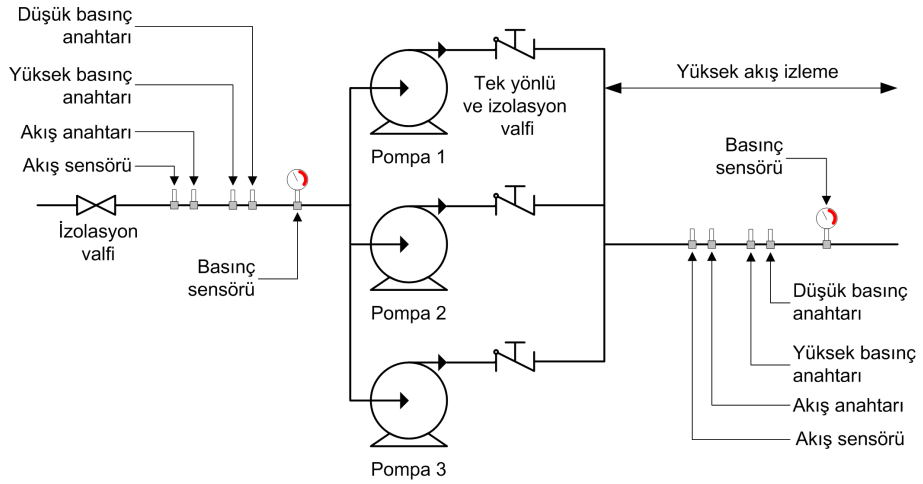 Düşük basınç
anahtarı
Yüksek basınç
anahtarı
Akış anahtarı
Akış sensörü
İzolasyon
valfi
Basınç
sensörü
Pompa 1
Tek yönlü
ve izolasyon
valfi
Pompa 2
Pompa 3
Yüksek akış izleme
Basınç
sensörü
Düşük basınç
anahtarı
Yüksek basınç
anahtarı
Akış anahtarı
Akış sensörü